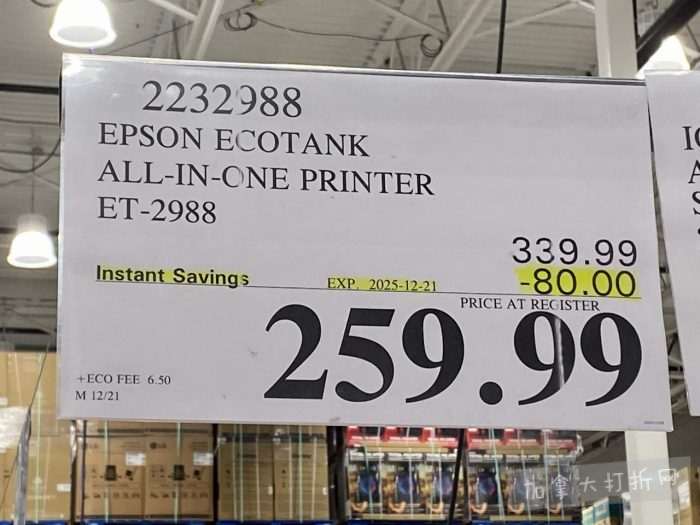 2232988
EPSON ECOTANK
ALL-IN-ONE PRINTER
ET-2988
339.99
Instant Savings EXP. 2025-12-21 -80.00
PRICE AT REGISTER
259.99
+ECO FEE 6.50
M 12/21
LG
加拿大打折网